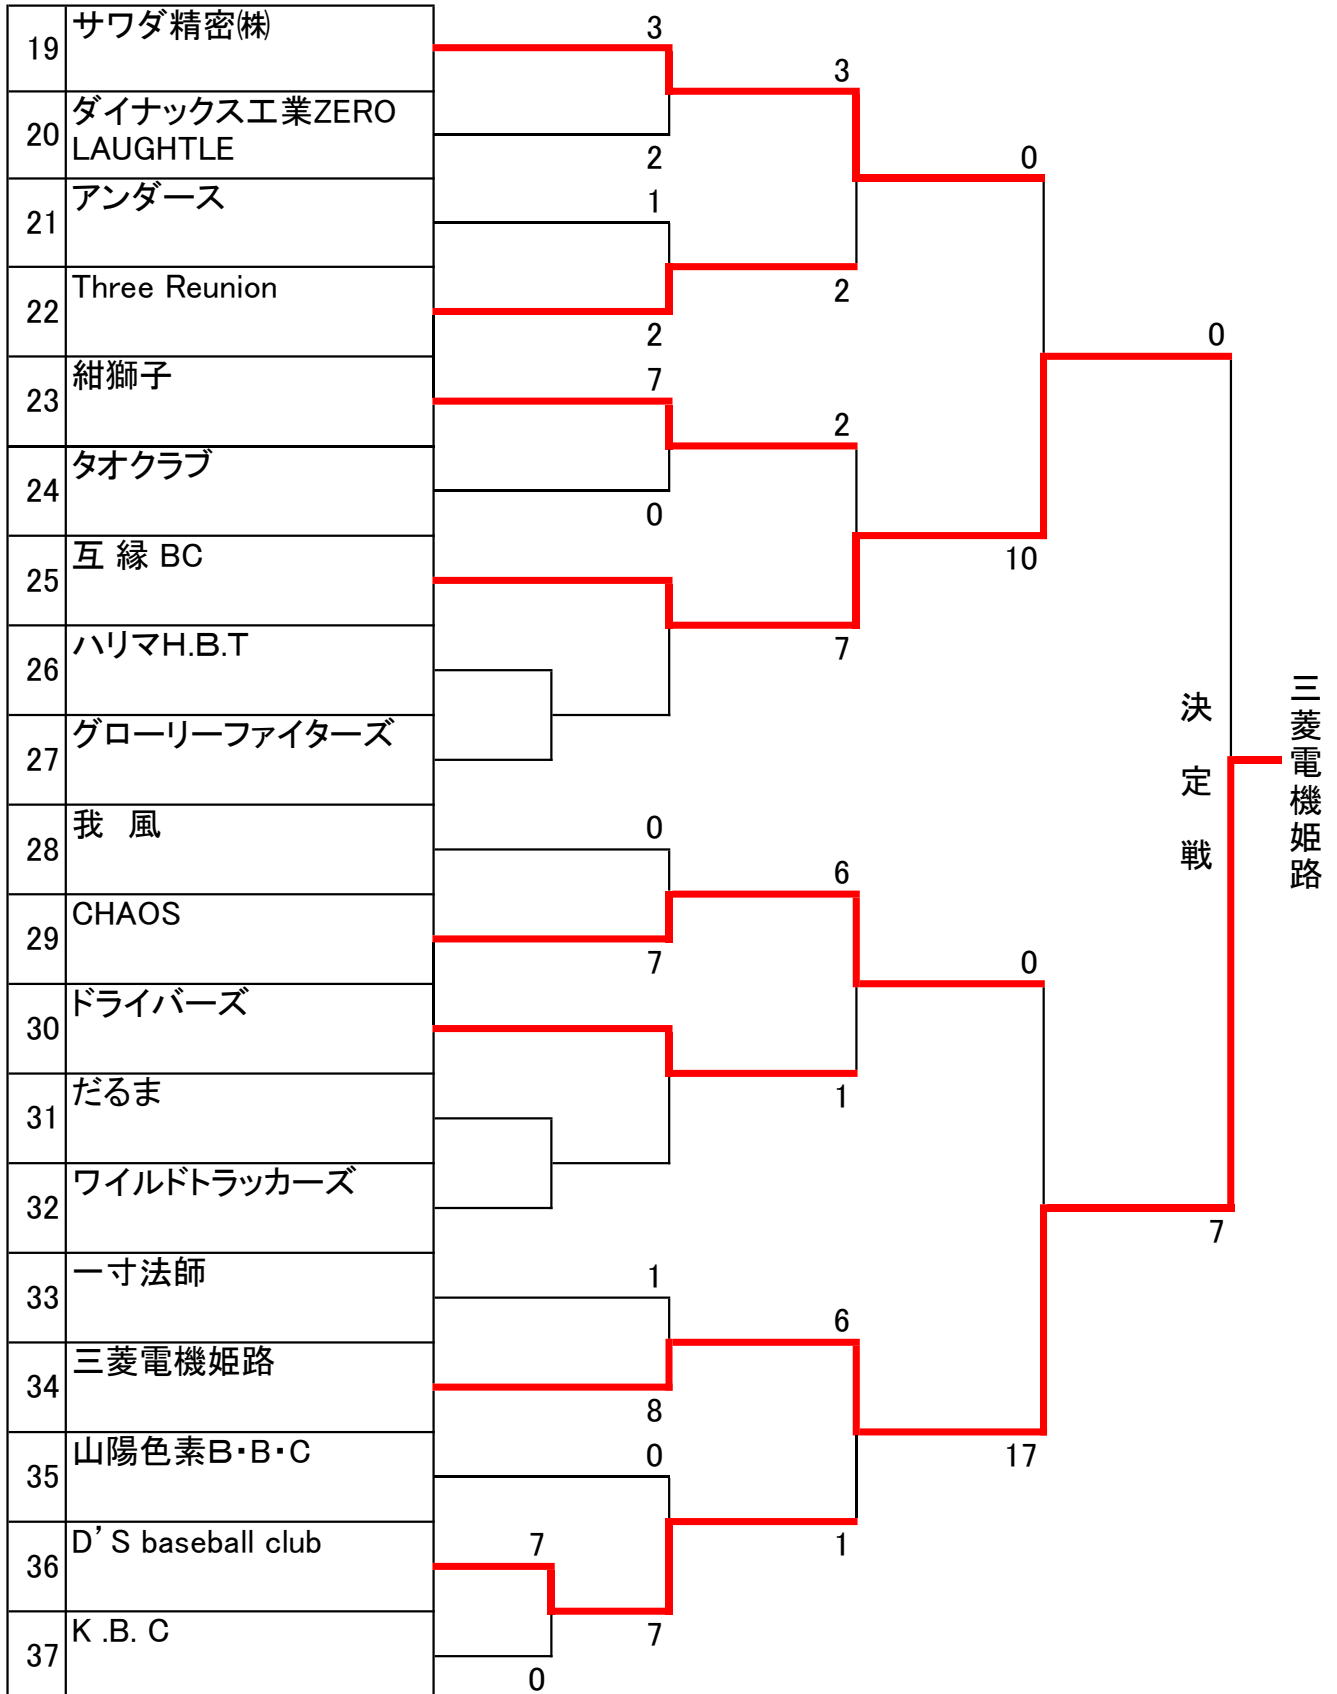 19 サワダ精密㈱
3
3
20 ダイナックス工業ZERO
LAUGHTLE
2
0
21 アンダース
1
22 Three Reunion
2
2
0
23 紺獅子
7
2
24 タオクラブ
0
25 互 縁 BC
10
7
26 ハリマH.B.T
27 グローリーファイターズ
決定戦
三菱電機姫路
28 我 風
0
6
29 CHAOS
7
0
30 ドライバーズ
1
31 だるま
32 ワイルドトラッカーズ
7
33 一寸法師
1
6
34 三菱電機姫路
8
35 山陽色素B・B・C
0
17
36 D'S baseball club
7
1
37 K .B. C
7
0